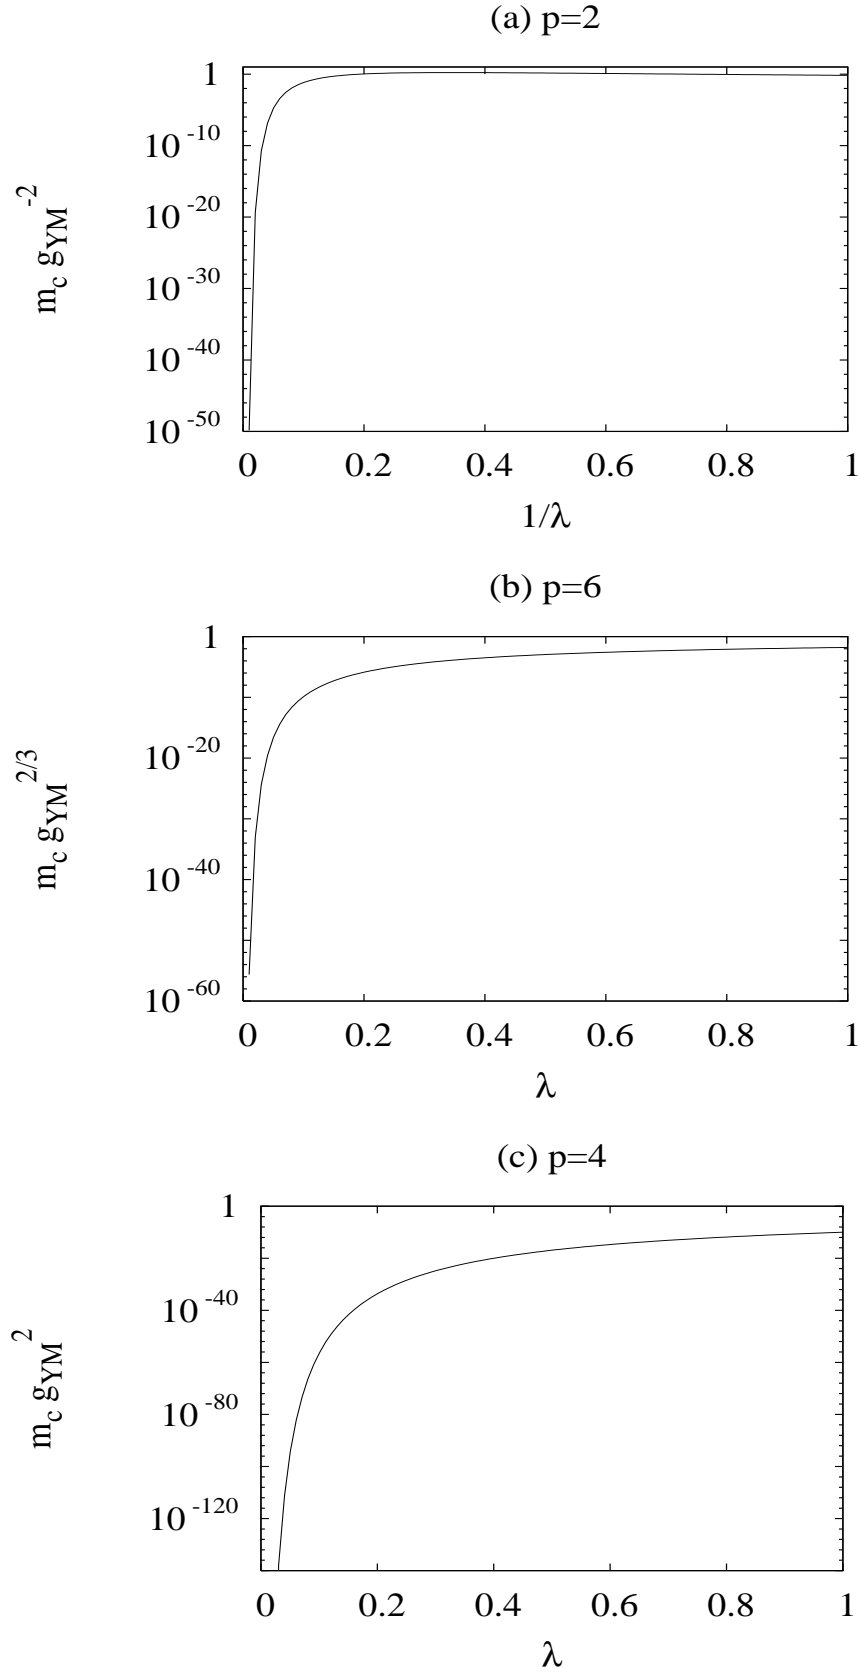 (a) p=2
1
10^-10
10^-20
10^-30
10^-40
10^-50
m_c g_YM^-2
0 0.2 0.4 0.6 0.8 1
1/λ
(b) p=6
1
10^-20
10^-40
10^-60
m_c g_YM^2/3
0 0.2 0.4 0.6 0.8 1
λ
(c) p=4
1
10^-40
10^-80
10^-120
m_c g_YM^2
0 0.2 0.4 0.6 0.8 1
λ